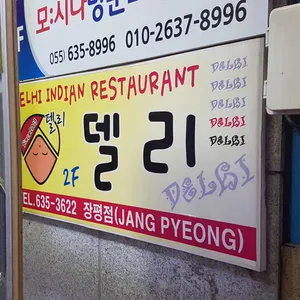 모:시나
F
(055) 635-8996 010-2637-8996
ELHI INDIAN RESTAURANT
DELHI
DELHI
DELHI
DELHI
DELHI
델리
델리
2F
DELHI
EL.635-3622 장평점(JANG PYEONG)